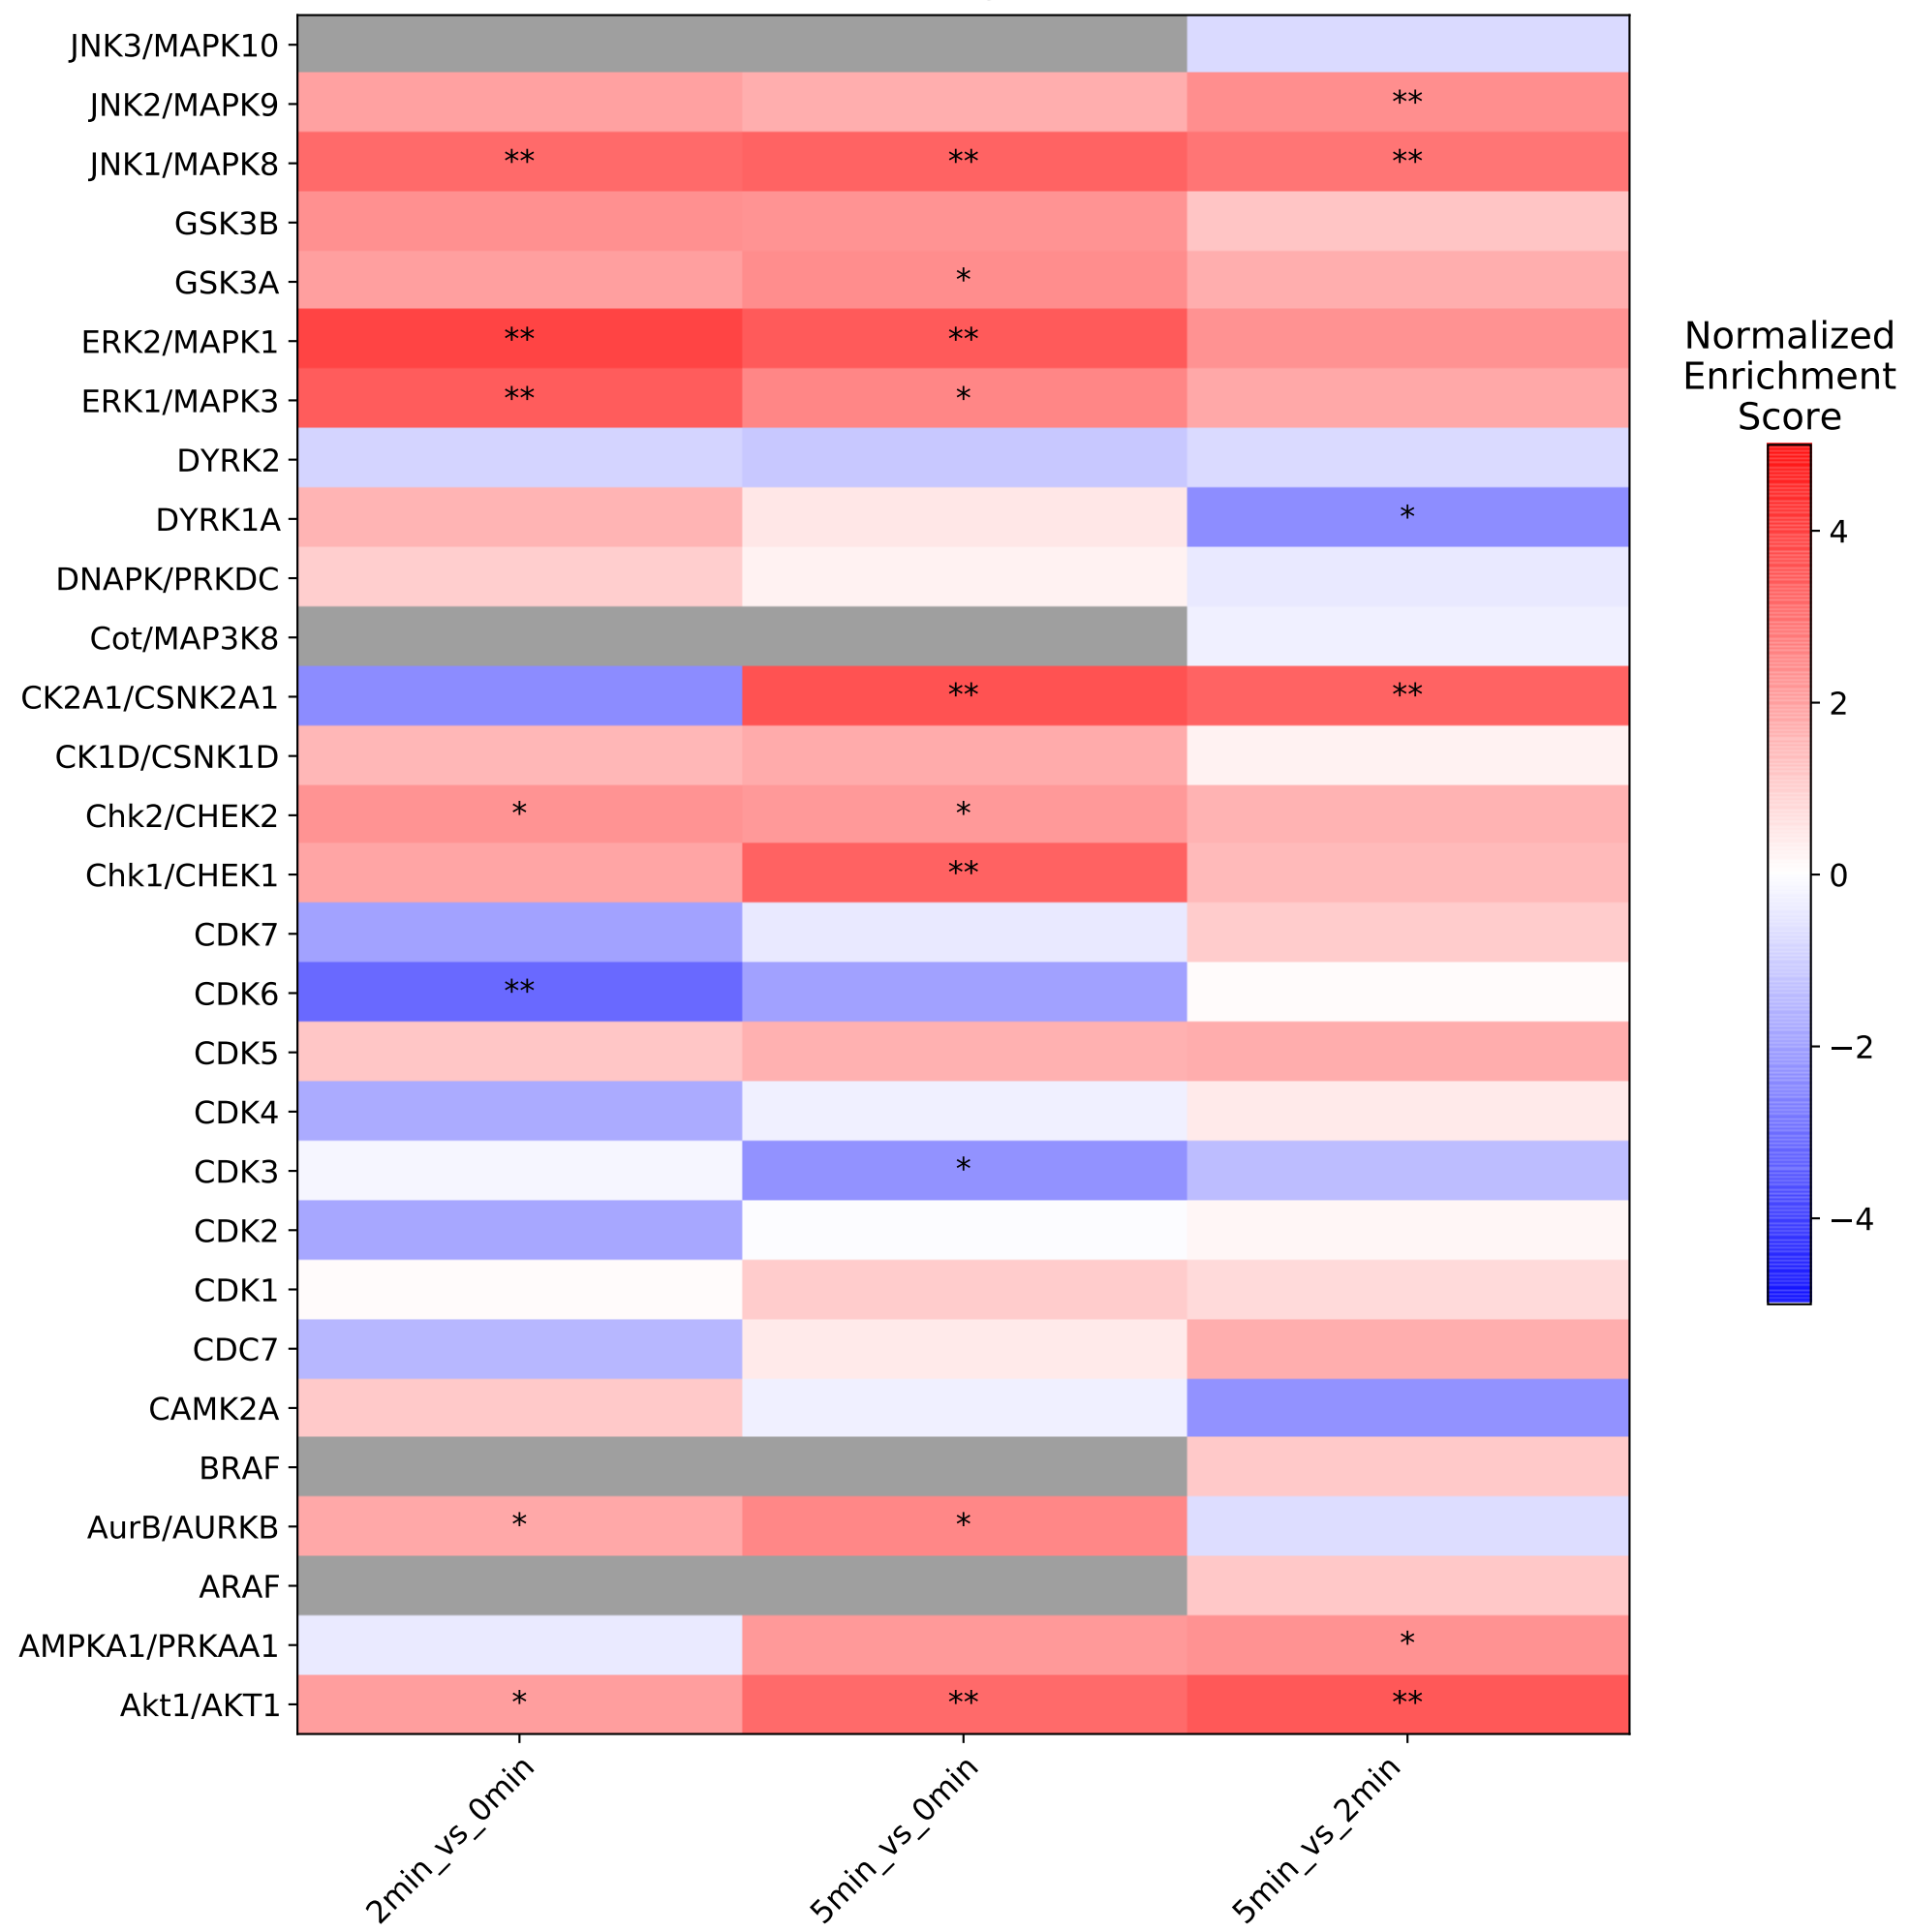 JNK3/MAPK10
JNK2/MAPK9 **
JNK1/MAPK8 ** ** **
GSK3B
GSK3A *
ERK2/MAPK1 ** **
ERK1/MAPK3 ** *
DYRK2
DYRK1A *
DNAPK/PRKDC
Cot/MAP3K8
CK2A1/CSNK2A1 ** **
CK1D/CSNK1D
Chk2/CHEK2 * *
Chk1/CHEK1 **
CDK7
CDK6 **
CDK5
CDK4
CDK3 *
CDK2
CDK1
CDC7
CAMK2A
BRAF
AurB/AURKB * *
ARAF
AMPKA1/PRKAA1 *
Akt1/AKT1 * ** **
2min_vs_0min
5min_vs_0min
5min_vs_2min
Normalized
Enrichment
Score
4
2
0
−2
−4